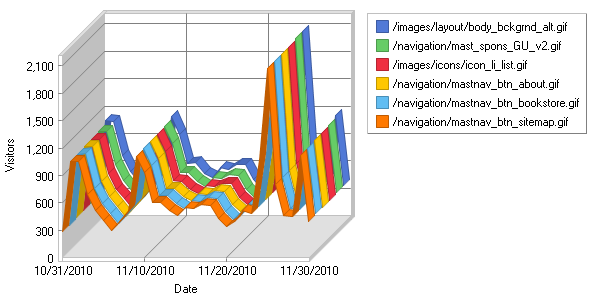 /images/layout/body_bckgrnd_alt.gif
/navigation/mast_spons_GU_v2.gif
/images/icons/icon_li_list.gif
/navigation/mastnav_btn_about.gif
/navigation/mastnav_btn_bookstore.gif
/navigation/mastnav_btn_sitemap.gif
Visitors
2,100
1,800
1,500
1,200
900
600
300
0
10/31/2010 11/10/2010 11/20/2010 11/30/2010
Date